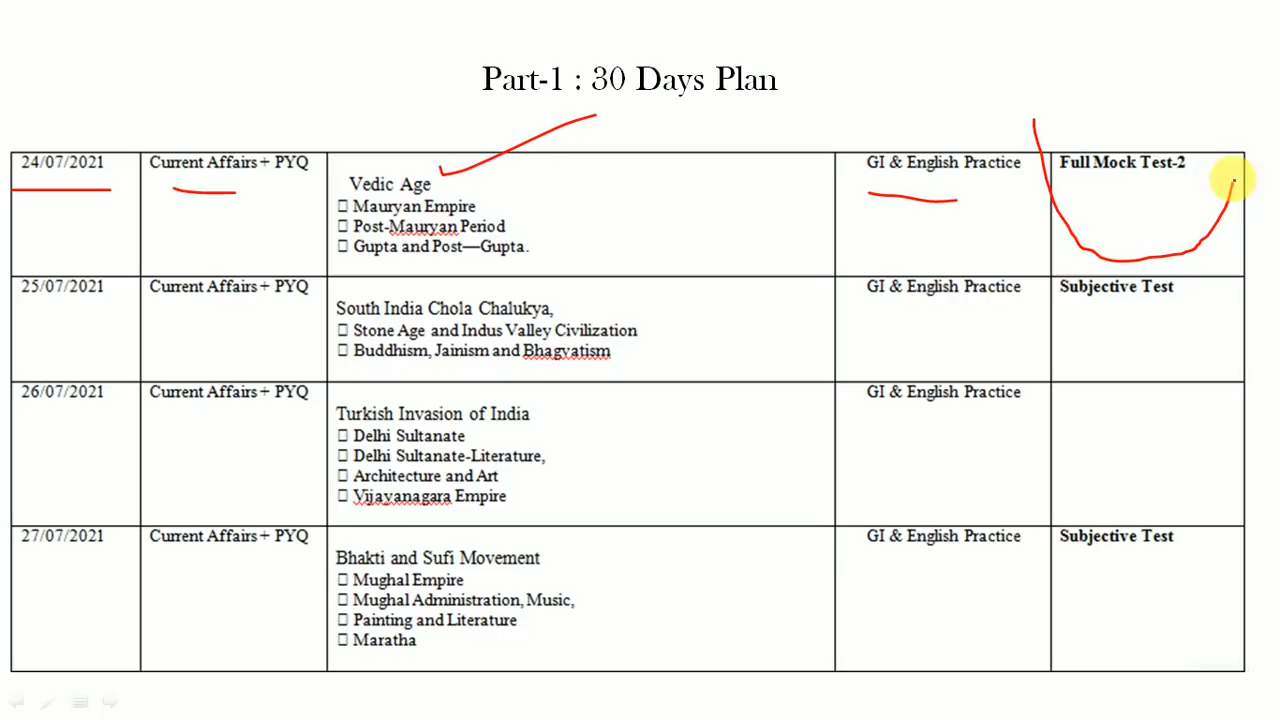 Part-1 : 30 Days Plan
24/07/2021 Current Affairs + PYQ Vedic Age GI & English Practice Full Mock Test-2
Mauryan Empire
Post-Mauryan Period
Gupta and Post—Gupta.
25/07/2021 Current Affairs + PYQ South India Chola Chalukya, GI & English Practice Subjective Test
Stone Age and Indus Valley Civilization
Buddhism, Jainism and Bhagvatism
26/07/2021 Current Affairs + PYQ Turkish Invasion of India GI & English Practice
Delhi Sultanate
Delhi Sultanate-Literature,
Architecture and Art
Vijayanagara Empire
27/07/2021 Current Affairs + PYQ Bhakti and Sufi Movement GI & English Practice Subjective Test
Mughal Empire
Mughal Administration, Music,
Painting and Literature
Maratha